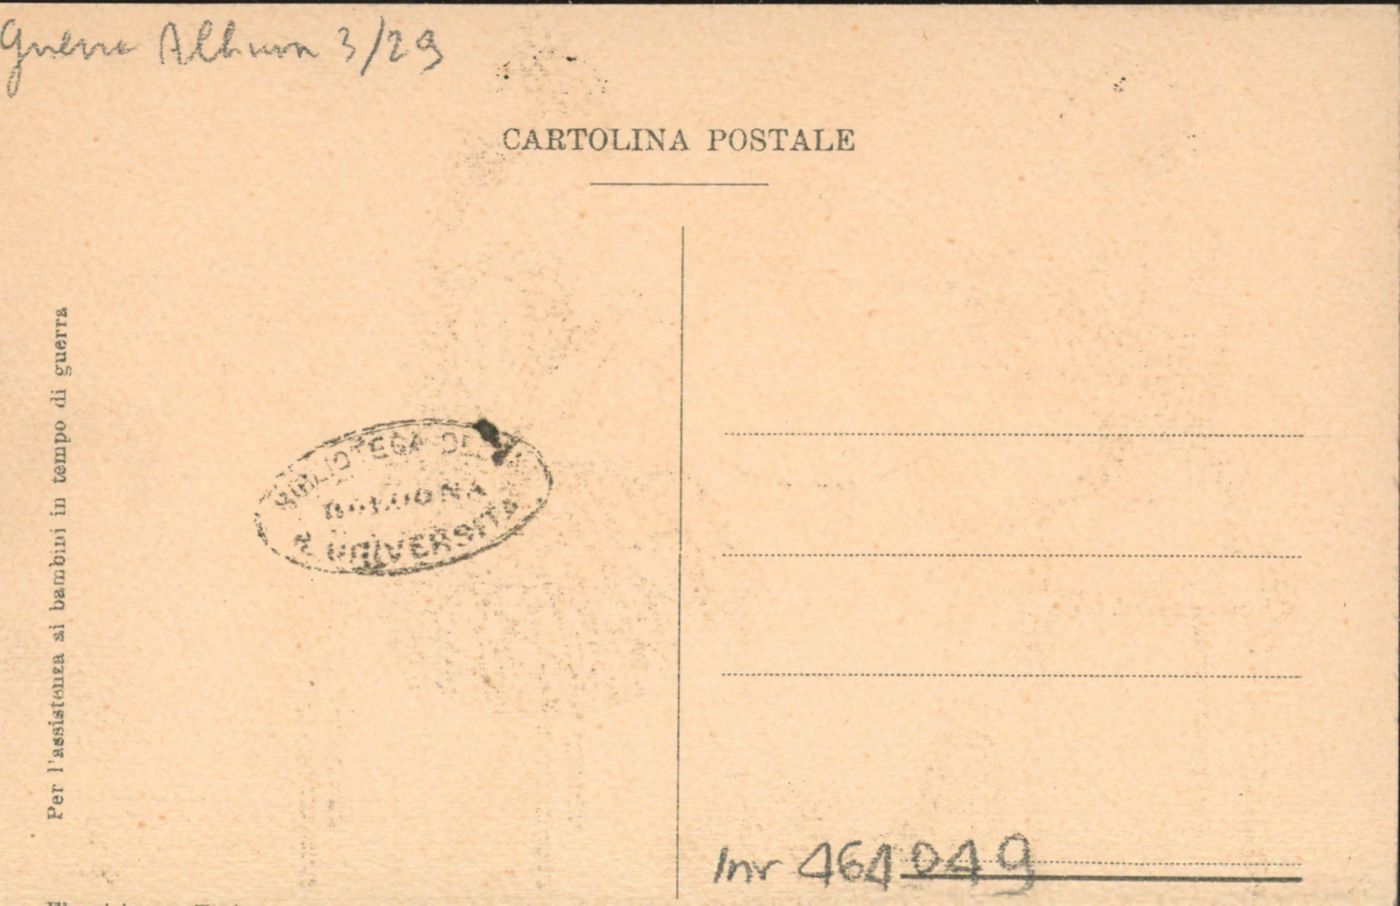 Guerra Album 3/29
CARTOLINA POSTALE
Per l'assistenza ai bambini in tempo di guerra
BIBLIOTECA
BOLOGNA
R. UNIVERSITÀ
Inv 464049